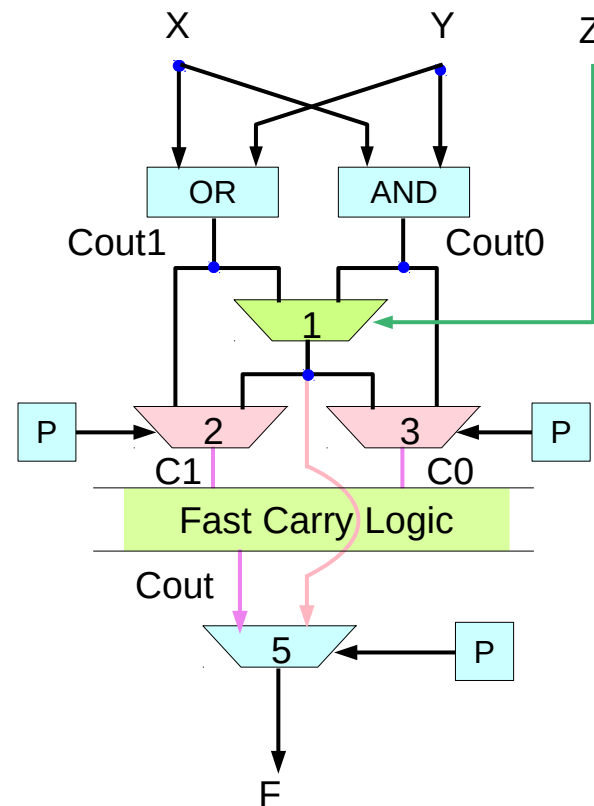 X Y Z
OR AND
Cout1 Cout0
1
P 2 3 P
C1 C0
Fast Carry Logic
Cout
5 P
F